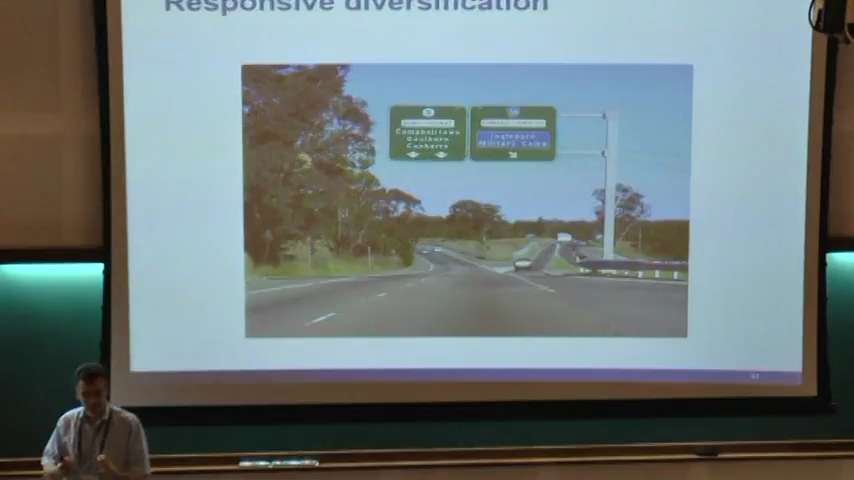 Responsive diversification
Campbelltown
Goulburn
Canberra
Ingleburn
Military Camp